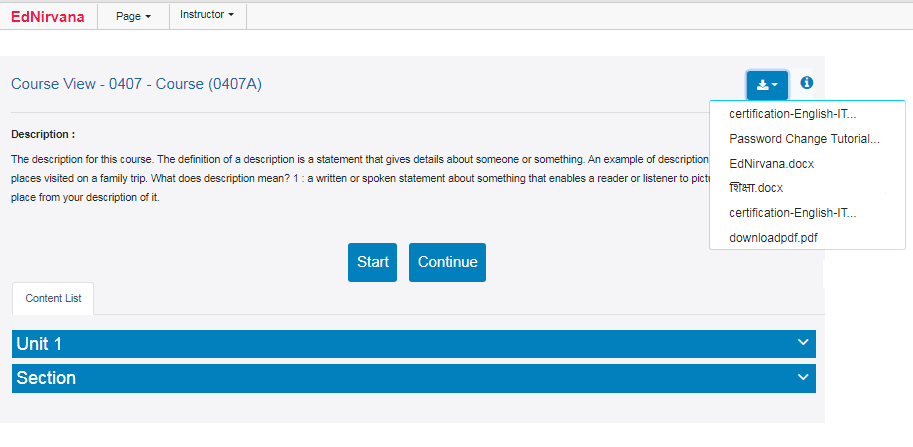 EdNirvana Page Instructor
Course View - 0407 - Course (0407A)
certification-English-IT...
Password Change Tutorial...
EdNirvana.docx
शिक्षा.docx
certification-English-IT...
downloadpdf.pdf
Description :
The description for this course. The definition of a description is a statement that gives details about someone or something. An example of description
places visited on a family trip. What does description mean? 1 : a written or spoken statement about something that enables a reader or listener to
place from your description of it.
Start Continue
Content List
Unit 1
Section